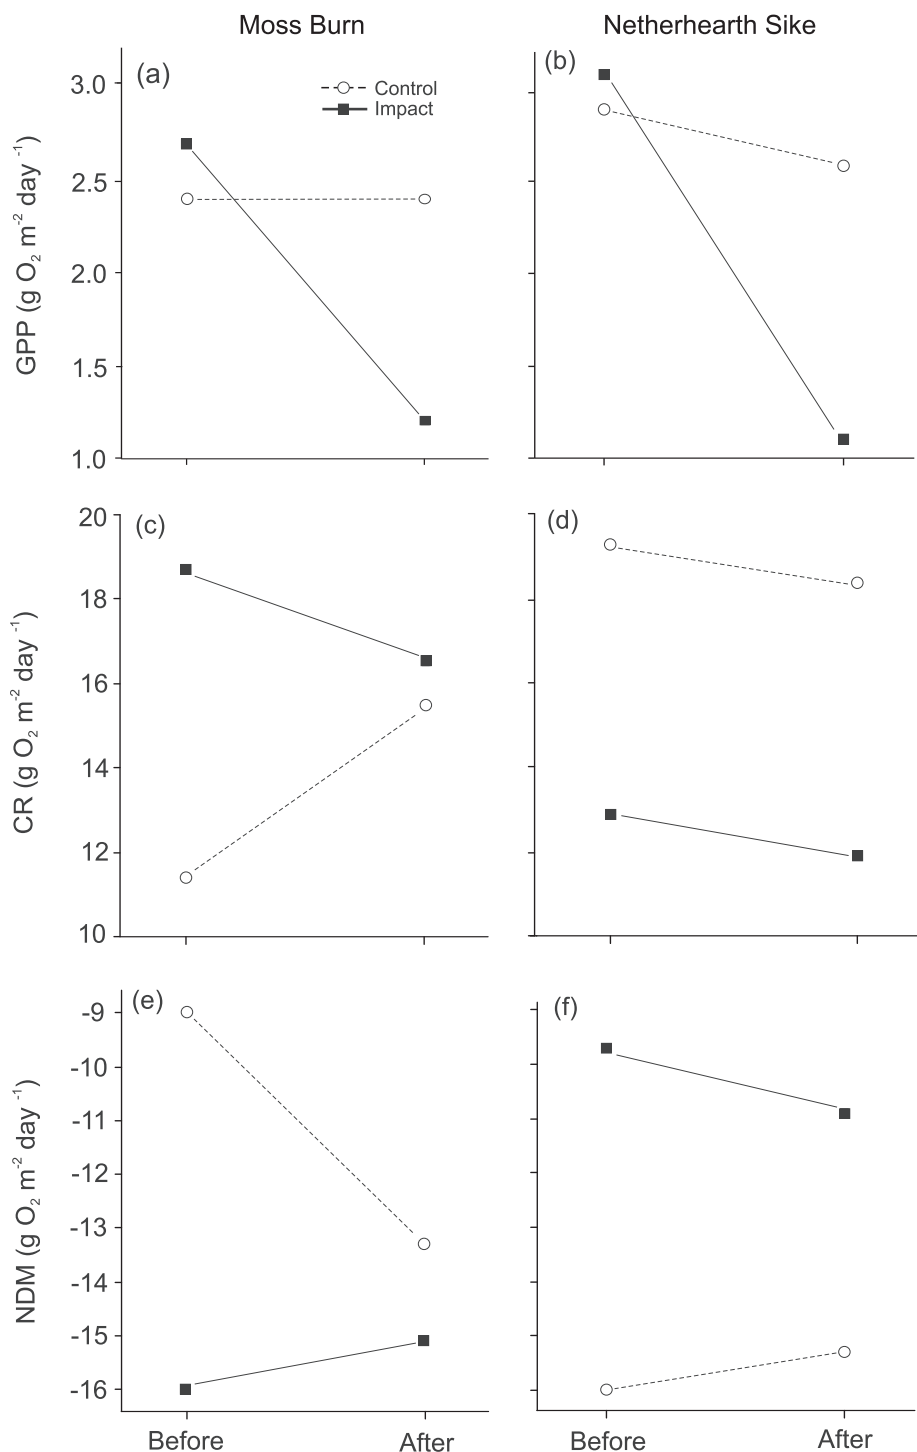 Moss Burn
Netherhearth Sike
(a)
Control
Impact
(b)
GPP (g O₂ m⁻² day ⁻¹)
3.0
2.5
2.0
1.5
1.0
(c)
(d)
CR (g O₂ m⁻² day ⁻¹)
20
18
16
14
12
10
(e)
(f)
NDM (g O₂ m⁻² day ⁻¹)
-9
-10
-11
-12
-13
-14
-15
-16
Before
After
Before
After